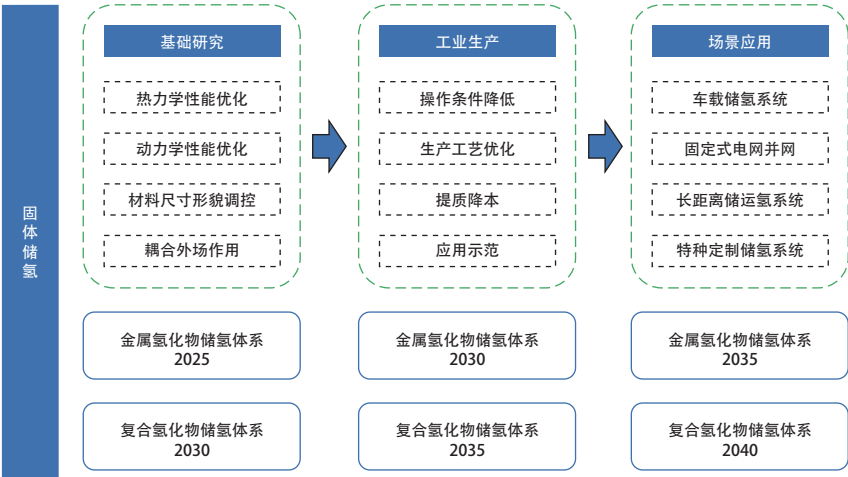 固体储氢
基础研究
热力学性能优化
动力学性能优化
材料尺寸形貌调控
耦合外场作用
工业生产
操作条件降低
生产工艺优化
提质降本
应用示范
场景应用
车载储氢系统
固定式电网并网
长距离储运氢系统
特种定制储氢系统
金属氢化物储氢体系
2025
金属氢化物储氢体系
2030
金属氢化物储氢体系
2035
复合氢化物储氢体系
2030
复合氢化物储氢体系
2035
复合氢化物储氢体系
2040